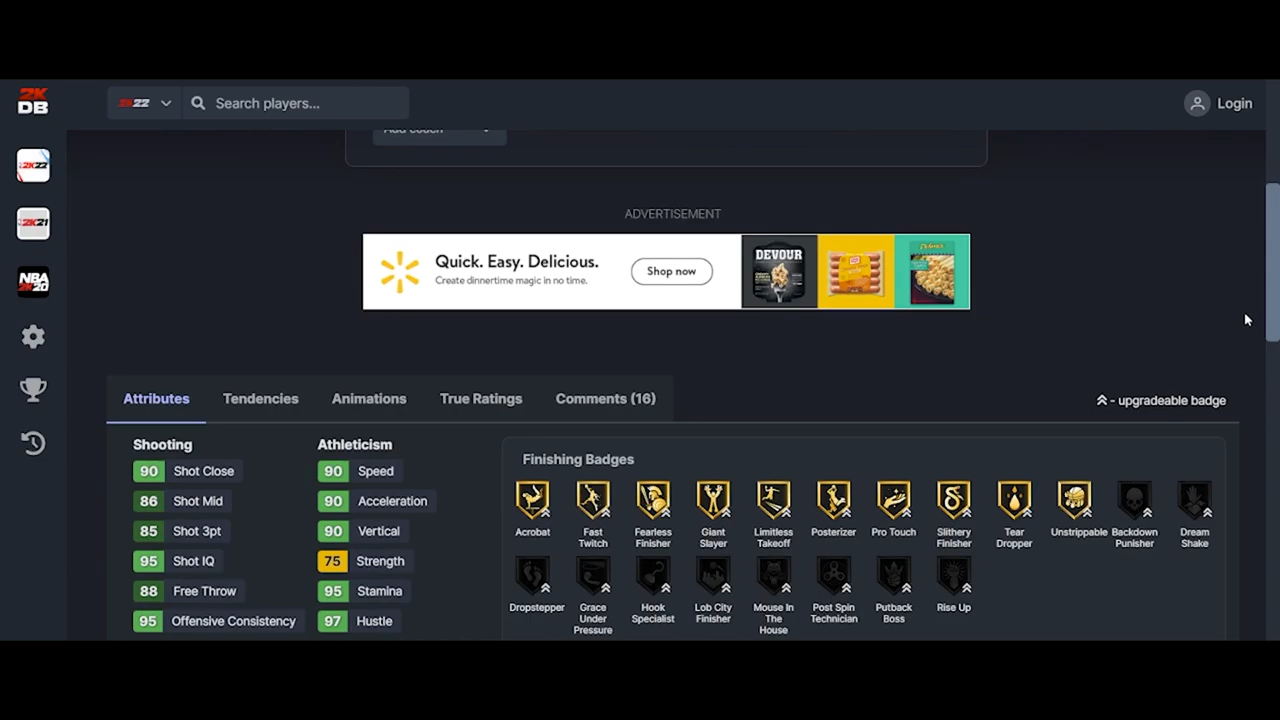 2K
DB
2K22
Search players...
Login
Add coach
2K22
2K21
NBA
2K20
ADVERTISEMENT
Quick. Easy. Delicious.
Create dinnertime magic in no time.
Shop now
DEVOUR
Attributes
Tendencies
Animations
True Ratings
Comments (16)
- upgradeable badge
Shooting
90 Shot Close
86 Shot Mid
85 Shot 3pt
95 Shot IQ
88 Free Throw
95 Offensive Consistency
Athleticism
90 Speed
90 Acceleration
90 Vertical
75 Strength
95 Stamina
97 Hustle
Finishing Badges
Acrobat
Fast
Twitch
Fearless
Finisher
Giant
Slayer
Limitless
Takeoff
Posterizer
Pro Touch
Slithery
Finisher
Tear
Dropper
Unstrippable
Backdown
Punisher
Dream
Shake
Dropstepper
Grace
Under
Pressure
Hook
Specialist
Lob City
Finisher
Mouse In
The
House
Post Spin
Technician
Putback
Boss
Rise Up